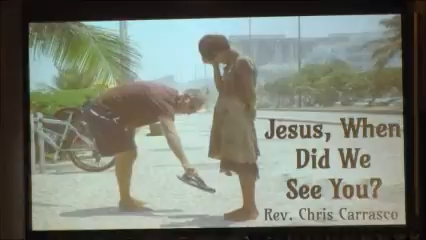 Jesus, When
Did We
See You?
Rev. Chris Carrasco